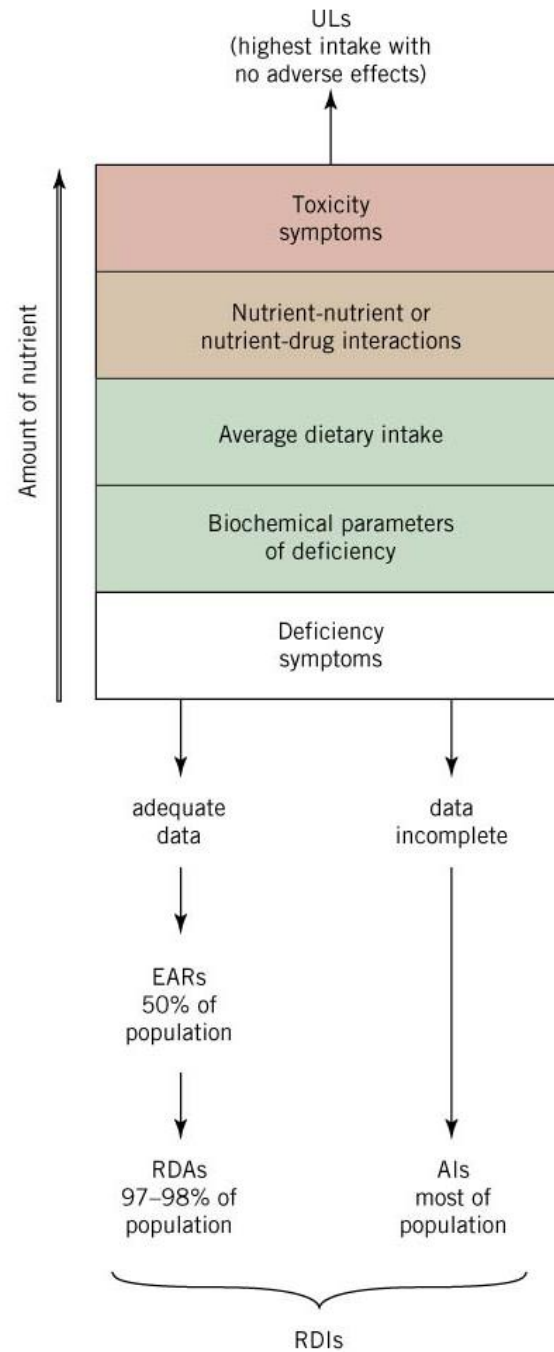 ULs
(highest intake with
no adverse effects)
Amount of nutrient
Toxicity
symptoms
Nutrient-nutrient or
nutrient-drug interactions
Average dietary intake
Biochemical parameters
of deficiency
Deficiency
symptoms
adequate
data
data
incomplete
EARs
50% of
population
RDAs
97–98% of
population
AIs
most of
population
RDIs